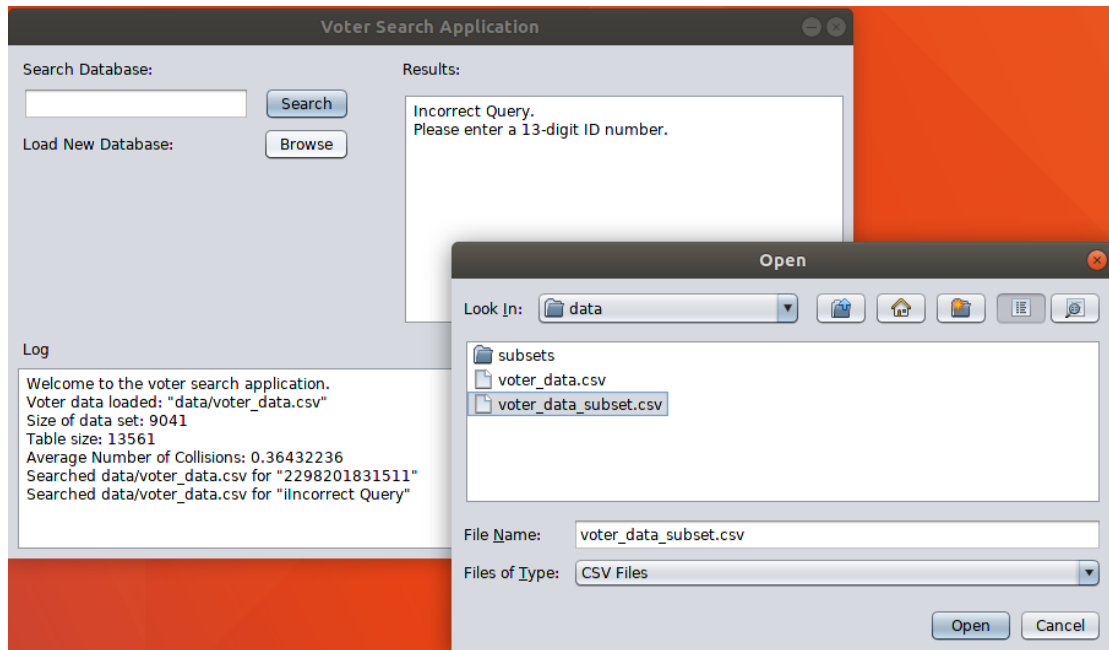 Voter Search Application
Search Database:
Search
Load New Database:
Browse
Results:
Incorrect Query.
Please enter a 13-digit ID number.
Log
Welcome to the voter search application.
Voter data loaded: "data/voter_data.csv"
Size of data set: 9041
Table size: 13561
Average Number of Collisions: 0.36432236
Searched data/voter_data.csv for "2298201831511"
Searched data/voter_data.csv for "iIncorrect Query"
Open
Look In: data
subsets
voter_data.csv
voter_data_subset.csv
File Name: voter_data_subset.csv
Files of Type: CSV Files
Open Cancel